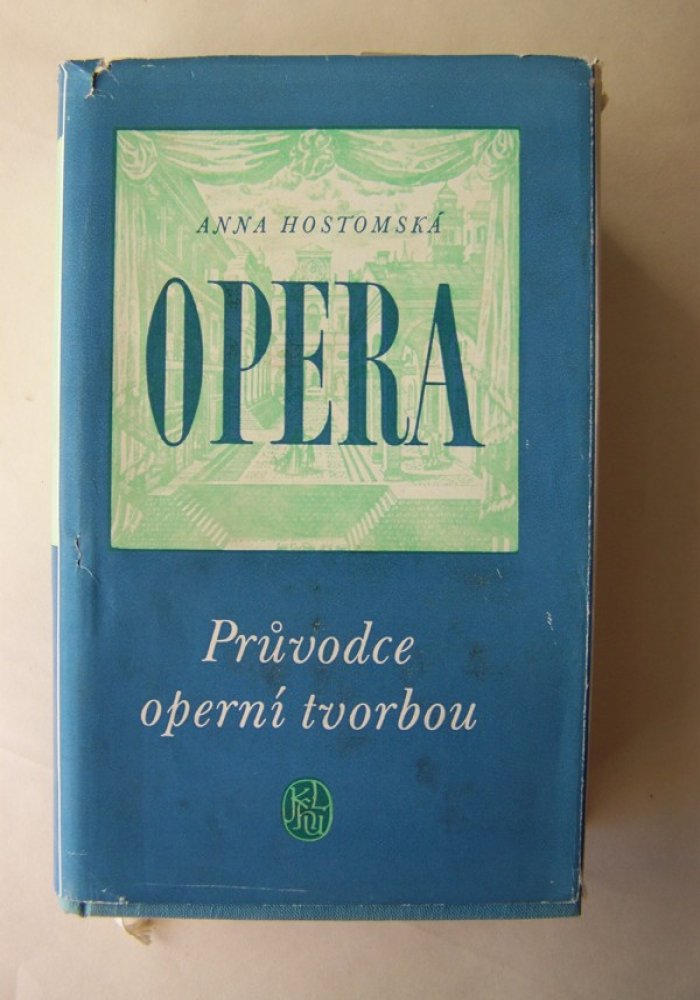 ANNA HOSTOMSKÁ
OPERA
Průvodce
operní tvorbou